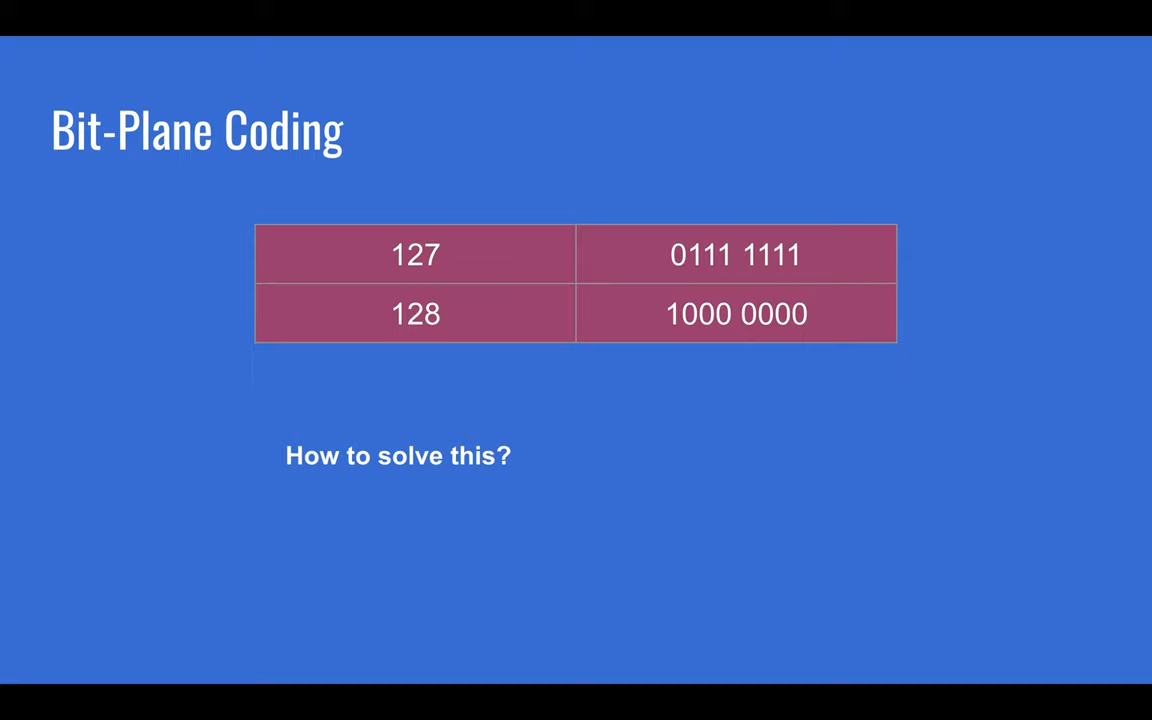 Bit-Plane Coding
127 0111 1111
128 1000 0000
How to solve this?